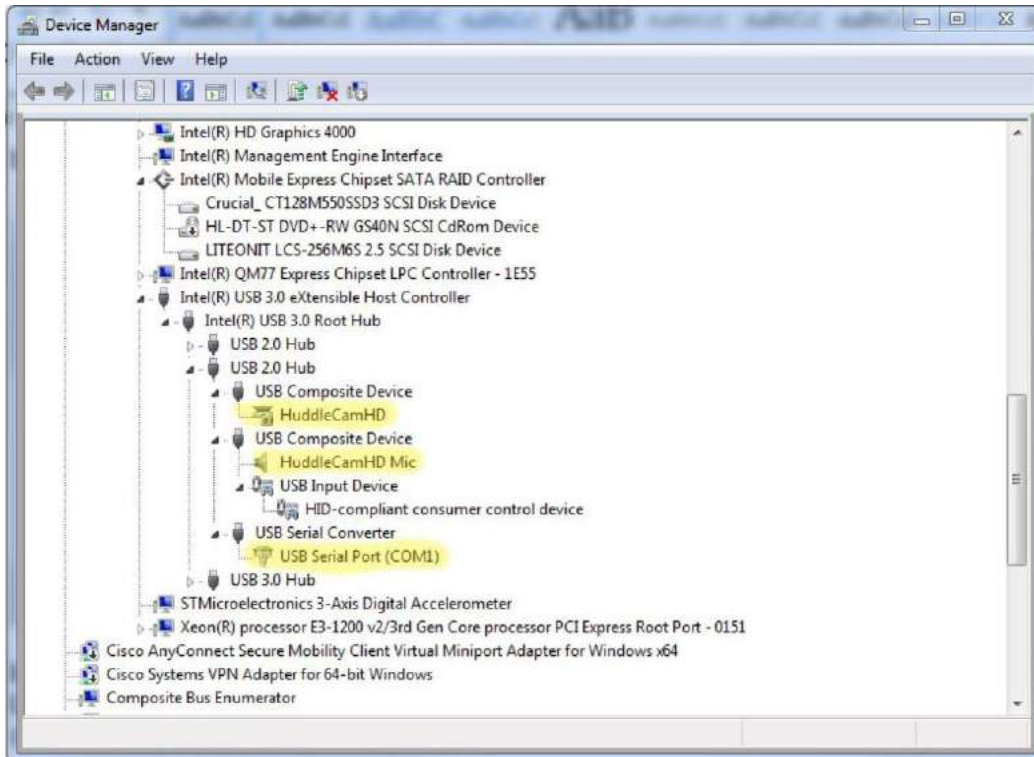 Device Manager
File Action View Help
Intel(R) HD Graphics 4000
Intel(R) Management Engine Interface
Intel(R) Mobile Express Chipset SATA RAID Controller
Crucial_ CT128M550SSD3 SCSI Disk Device
HL-DT-ST DVD+-RW GS40N SCSI CdRom Device
LITEONIT LCS-256M6S 2.5 SCSI Disk Device
Intel(R) QM77 Express Chipset LPC Controller - 1E55
Intel(R) USB 3.0 eXtensible Host Controller
Intel(R) USB 3.0 Root Hub
USB 2.0 Hub
USB 2.0 Hub
USB Composite Device
HuddleCamHD
USB Composite Device
HuddleCamHD Mic
USB Input Device
HID-compliant consumer control device
USB Serial Converter
USB Serial Port (COM1)
USB 3.0 Hub
STMicroelectronics 3-Axis Digital Accelerometer
Xeon(R) processor E3-1200 v2/3rd Gen Core processor PCI Express Root Port - 0151
Cisco AnyConnect Secure Mobility Client Virtual Miniport Adapter for Windows x64
Cisco Systems VPN Adapter for 64-bit Windows
Composite Bus Enumerator